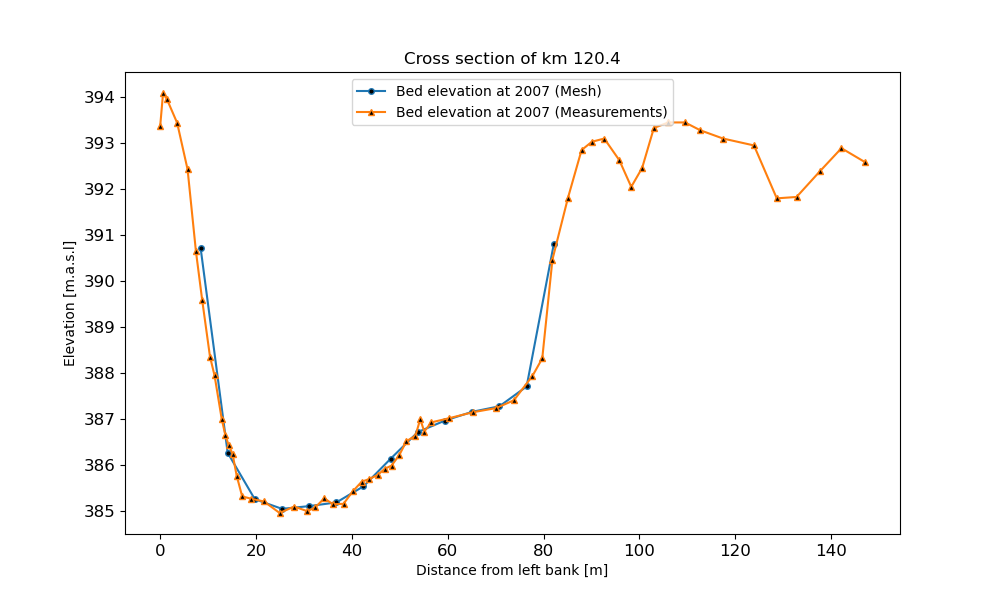 Cross section of km 120.4
Bed elevation at 2007 (Mesh)
Bed elevation at 2007 (Measurements)
Elevation [m.a.s.l]
394
393
392
391
390
389
388
387
386
385
0 20 40 60 80 100 120 140
Distance from left bank [m]